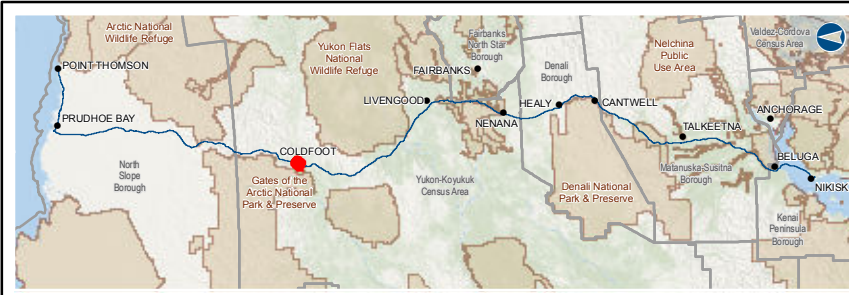 Arctic National
Wildlife Refuge
POINT THOMSON
PRUDHOE BAY
North
Slope
Borough
COLDFOOT
Gates of the
Arctic National
Park & Preserve
Yukon Flats
National
Wildlife Refuge
LIVENGOOD
Yukon-Koyukuk
Census Area
Fairbanks
North Star
Borough
FAIRBANKS
NENANA
Denali
Borough
HEALY
CANTWELL
Denali National
Park & Preserve
Nelchina
Public
Use Area
TALKEETNA
Matanuska-Susitna
Borough
Valdez-Cordova
Census Area
ANCHORAGE
BELUGA
NIKISK
Kenai
Peninsula
Borough